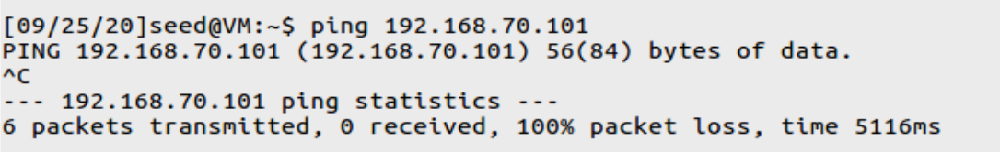 [09/25/20]seed@VM:~$ ping 192.168.70.101
PING 192.168.70.101 (192.168.70.101) 56(84) bytes of data.
^C
--- 192.168.70.101 ping statistics ---
6 packets transmitted, 0 received, 100% packet loss, time 5116ms